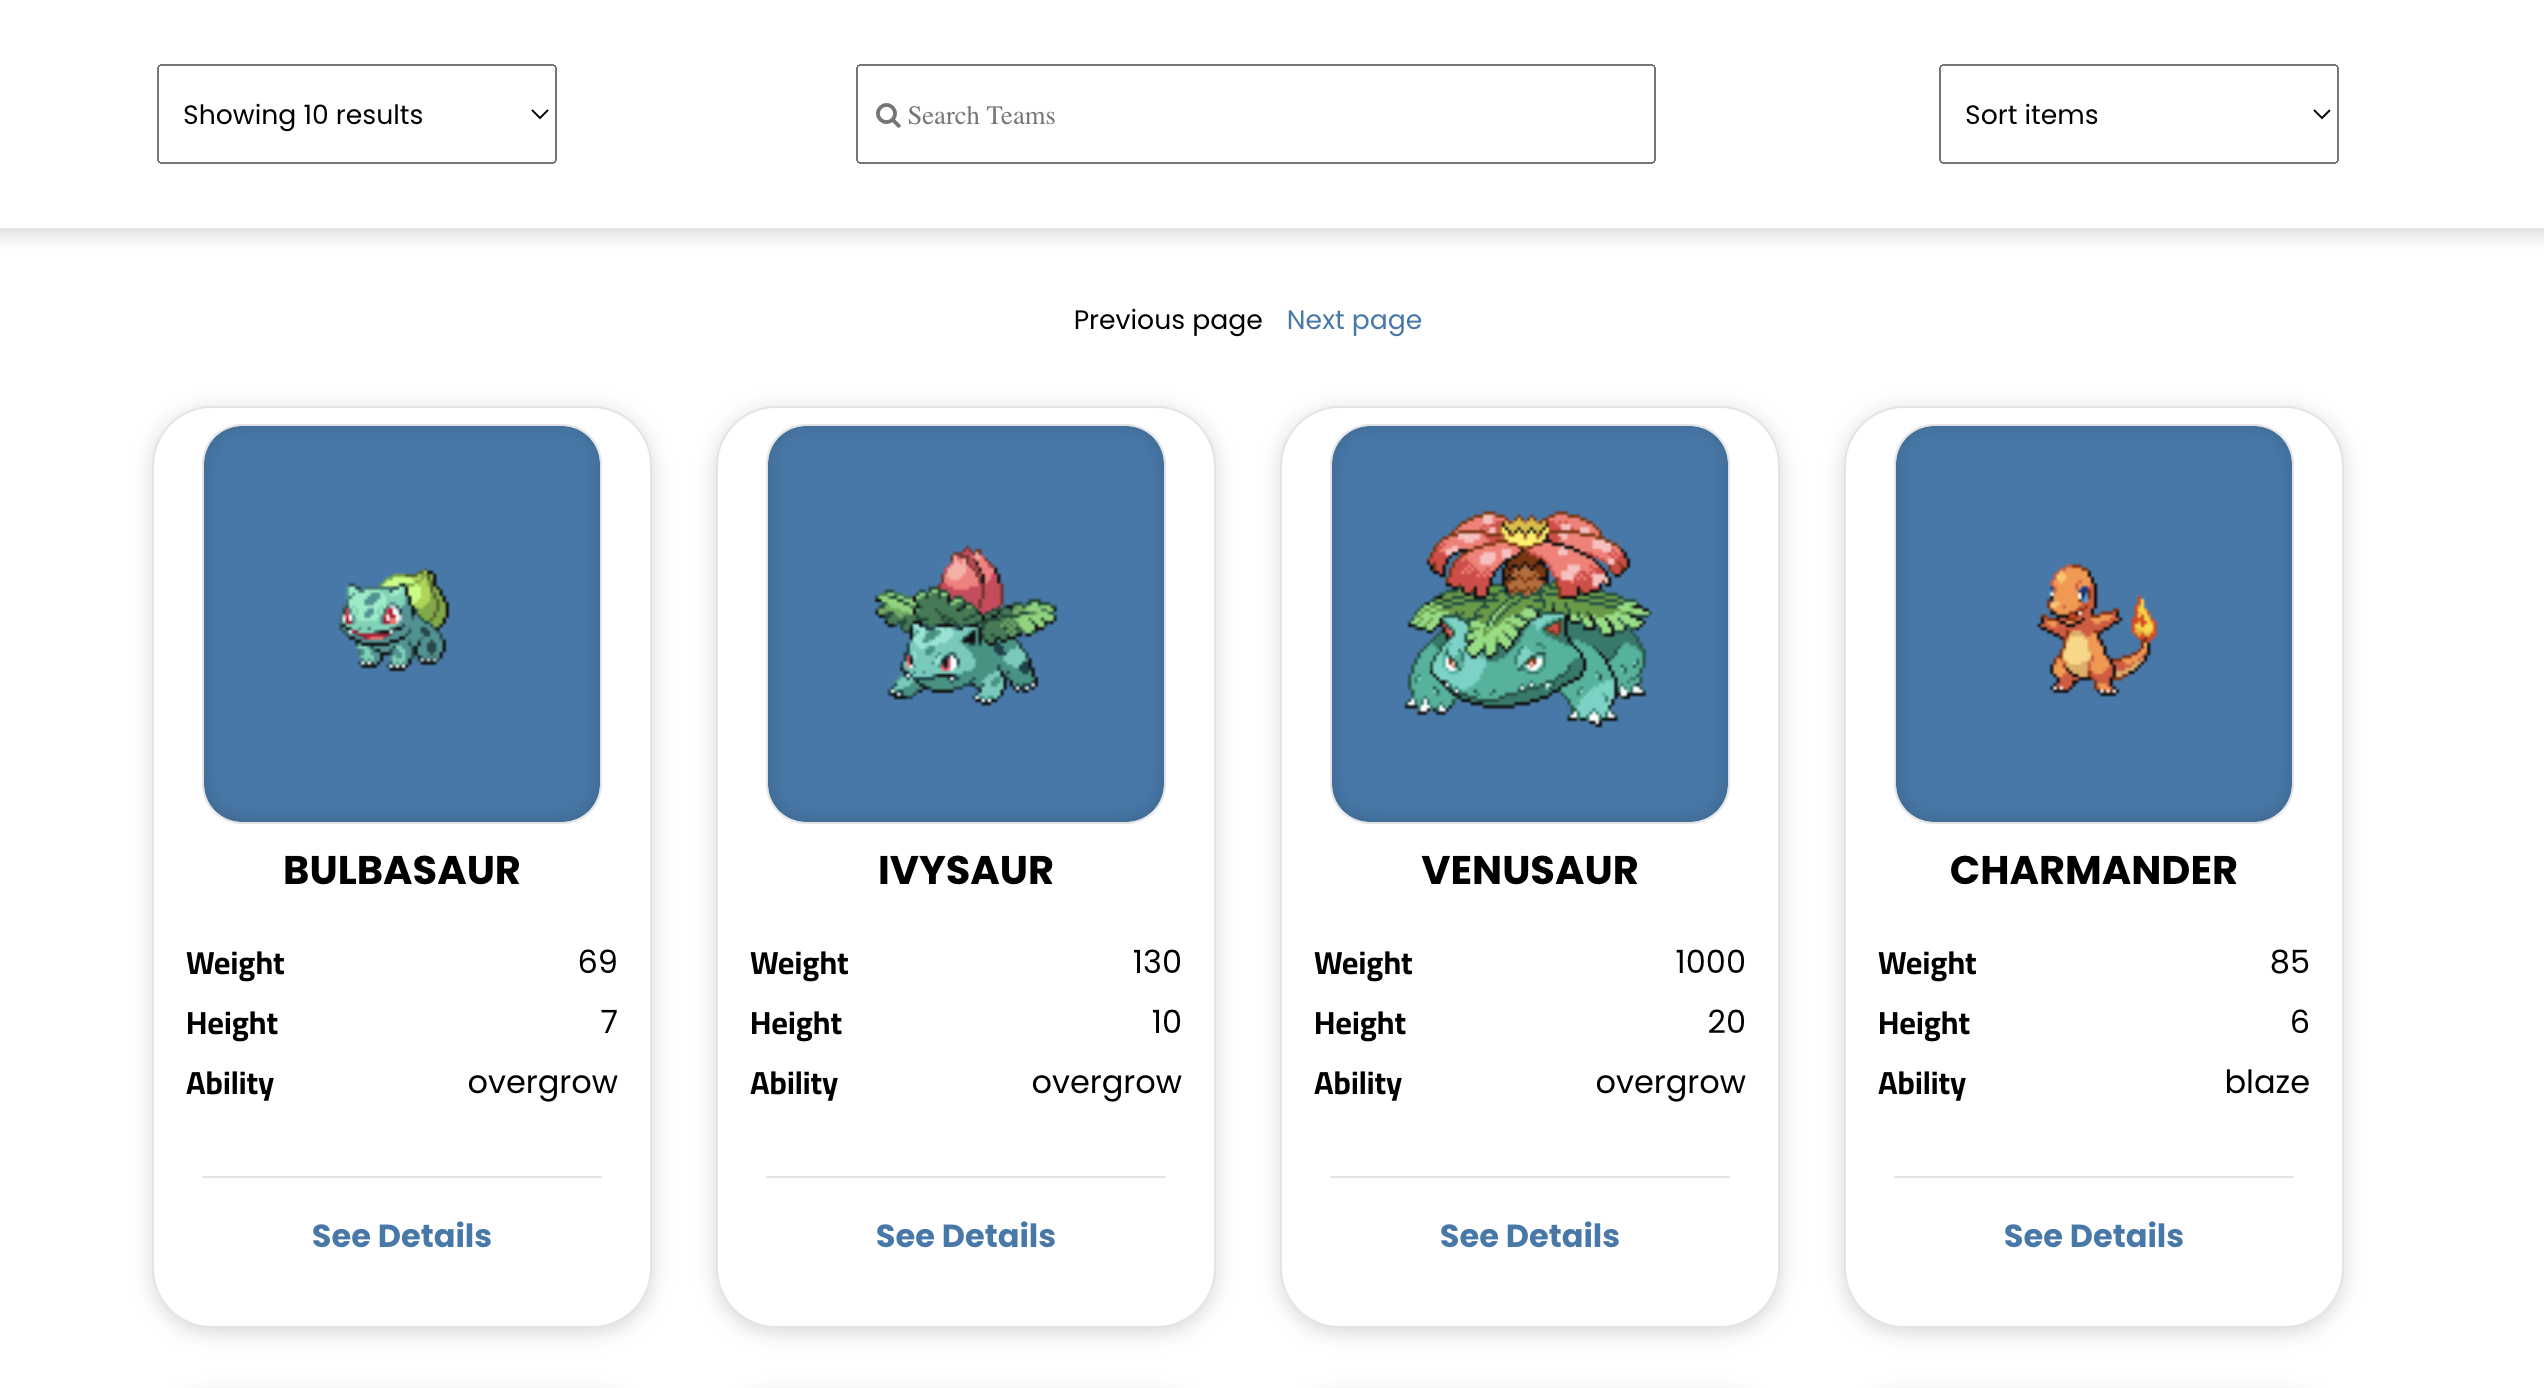 Showing 10 results
Search Teams
Sort items
Previous page Next page
BULBASAUR
Weight 69
Height 7
Ability overgrow
See Details
IVYSAUR
Weight 130
Height 10
Ability overgrow
See Details
VENUSAUR
Weight 1000
Height 20
Ability overgrow
See Details
CHARMANDER
Weight 85
Height 6
Ability blaze
See Details